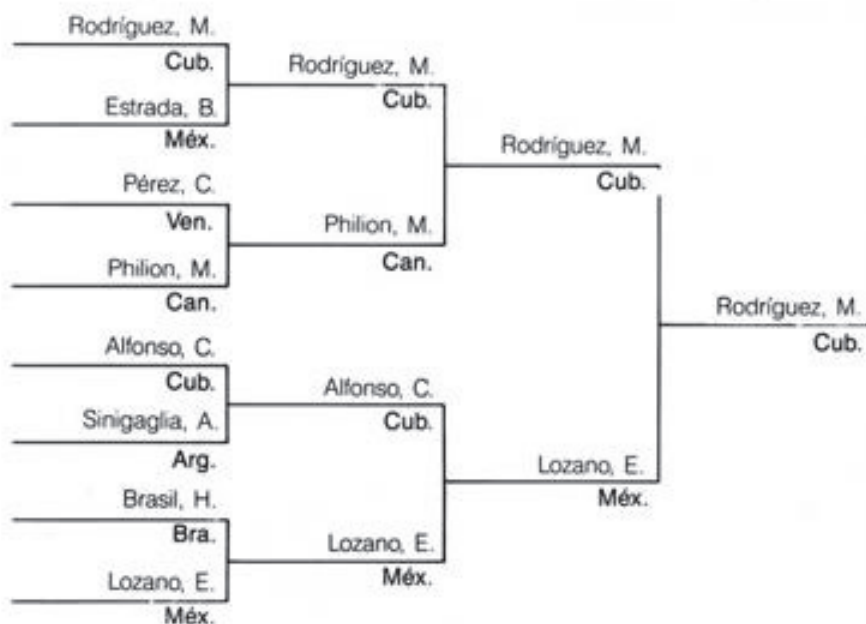 Rodríguez, M.
Cub.
Estrada, B.
Méx.
Pérez, C.
Ven.
Philion, M.
Can.
Alfonso, C.
Cub.
Sinigaglia, A.
Arg.
Brasil, H.
Bra.
Lozano, E.
Méx.
Rodríguez, M.
Cub.
Philion, M.
Can.
Alfonso, C.
Cub.
Lozano, E.
Méx.
Rodríguez, M.
Cub.
Lozano, E.
Méx.
Rodríguez, M.
Cub.